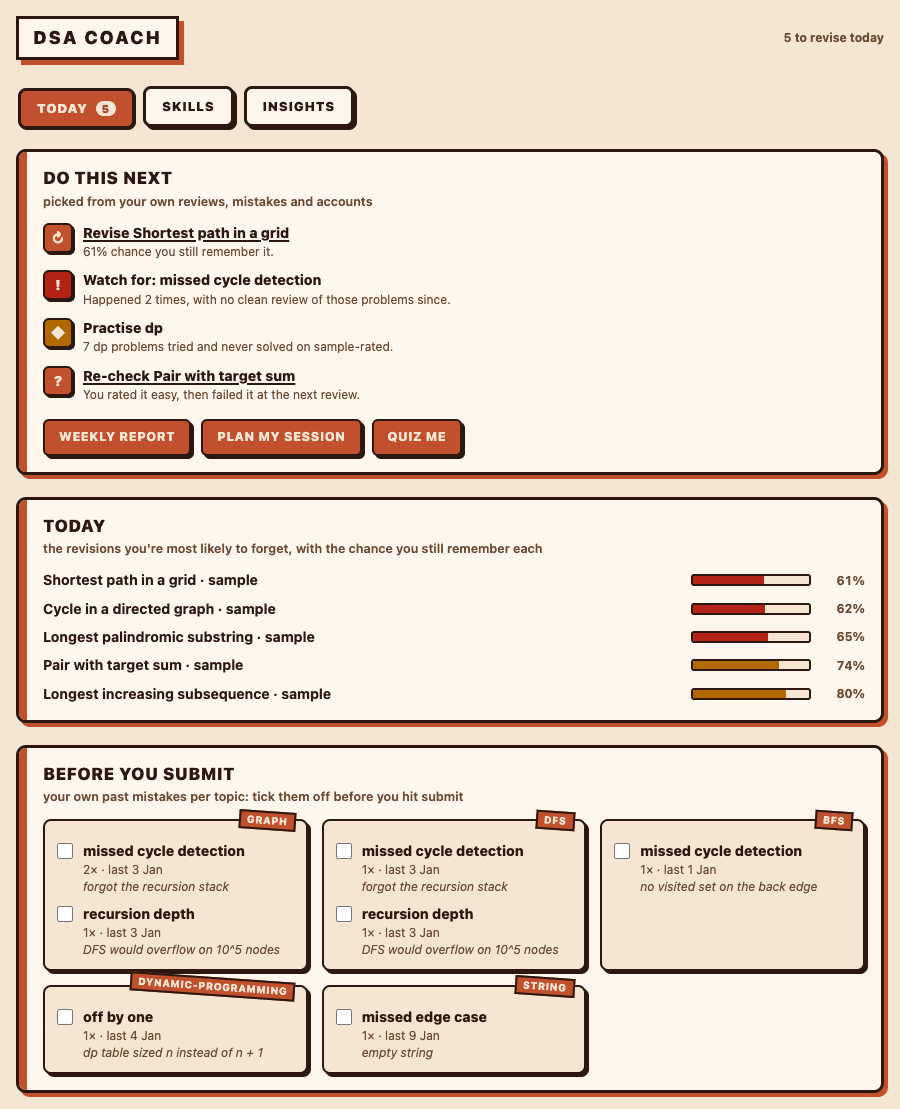 DSA COACH
5 to revise today
TODAY 5
SKILLS
INSIGHTS
DO THIS NEXT
picked from your own reviews, mistakes and accounts
Revise Shortest path in a grid
61% chance you still remember it.
!
Watch for: missed cycle detection
Happened 2 times, with no clean review of those problems since.
Practise dp
7 dp problems tried and never solved on sample-rated.
?
Re-check Pair with target sum
You rated it easy, then failed it at the next review.
WEEKLY REPORT
PLAN MY SESSION
QUIZ ME
TODAY
the revisions you're most likely to forget, with the chance you still remember each
Shortest path in a grid · sample 61%
Cycle in a directed graph · sample 62%
Longest palindromic substring · sample 65%
Pair with target sum · sample 74%
Longest increasing subsequence · sample 80%
BEFORE YOU SUBMIT
your own past mistakes per topic: tick them off before you hit submit
GRAPH
missed cycle detection
2× · last 3 Jan
forgot the recursion stack
recursion depth
1× · last 3 Jan
DFS would overflow on 10^5 nodes
DFS
missed cycle detection
1× · last 3 Jan
forgot the recursion stack
recursion depth
1× · last 3 Jan
DFS would overflow on 10^5 nodes
BFS
missed cycle detection
1× · last 1 Jan
no visited set on the back edge
DYNAMIC-PROGRAMMING
off by one
1× · last 4 Jan
dp table sized n instead of n + 1
STRING
missed edge case
1× · last 9 Jan
empty string